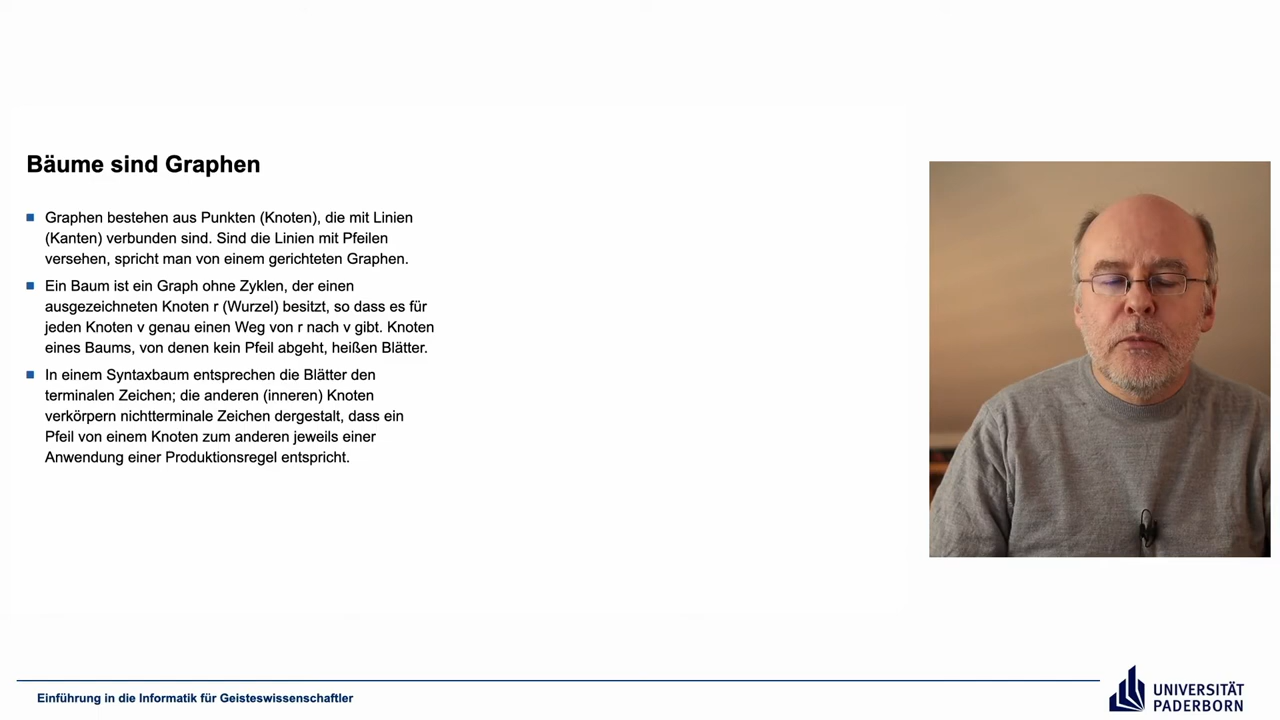 Bäume sind Graphen
Graphen bestehen aus Punkten (Knoten), die mit Linien
(Kanten) verbunden sind. Sind die Linien mit Pfeilen
versehen, spricht man von einem gerichteten Graphen.
Ein Baum ist ein Graph ohne Zyklen, der einen
ausgezeichneten Knoten r (Wurzel) besitzt, so dass es für
jeden Knoten v genau einen Weg von r nach v gibt. Knoten
eines Baums, von denen kein Pfeil abgeht, heißen Blätter.
In einem Syntaxbaum entsprechen die Blätter den
terminalen Zeichen; die anderen (inneren) Knoten
verkörpern nichtterminale Zeichen dergestalt, dass ein
Pfeil von einem Knoten zum anderen jeweils einer
Anwendung einer Produktionsregel entspricht.
Einführung in die Informatik für Geisteswissenschaftler
UNIVERSITÄT
PADERBORN